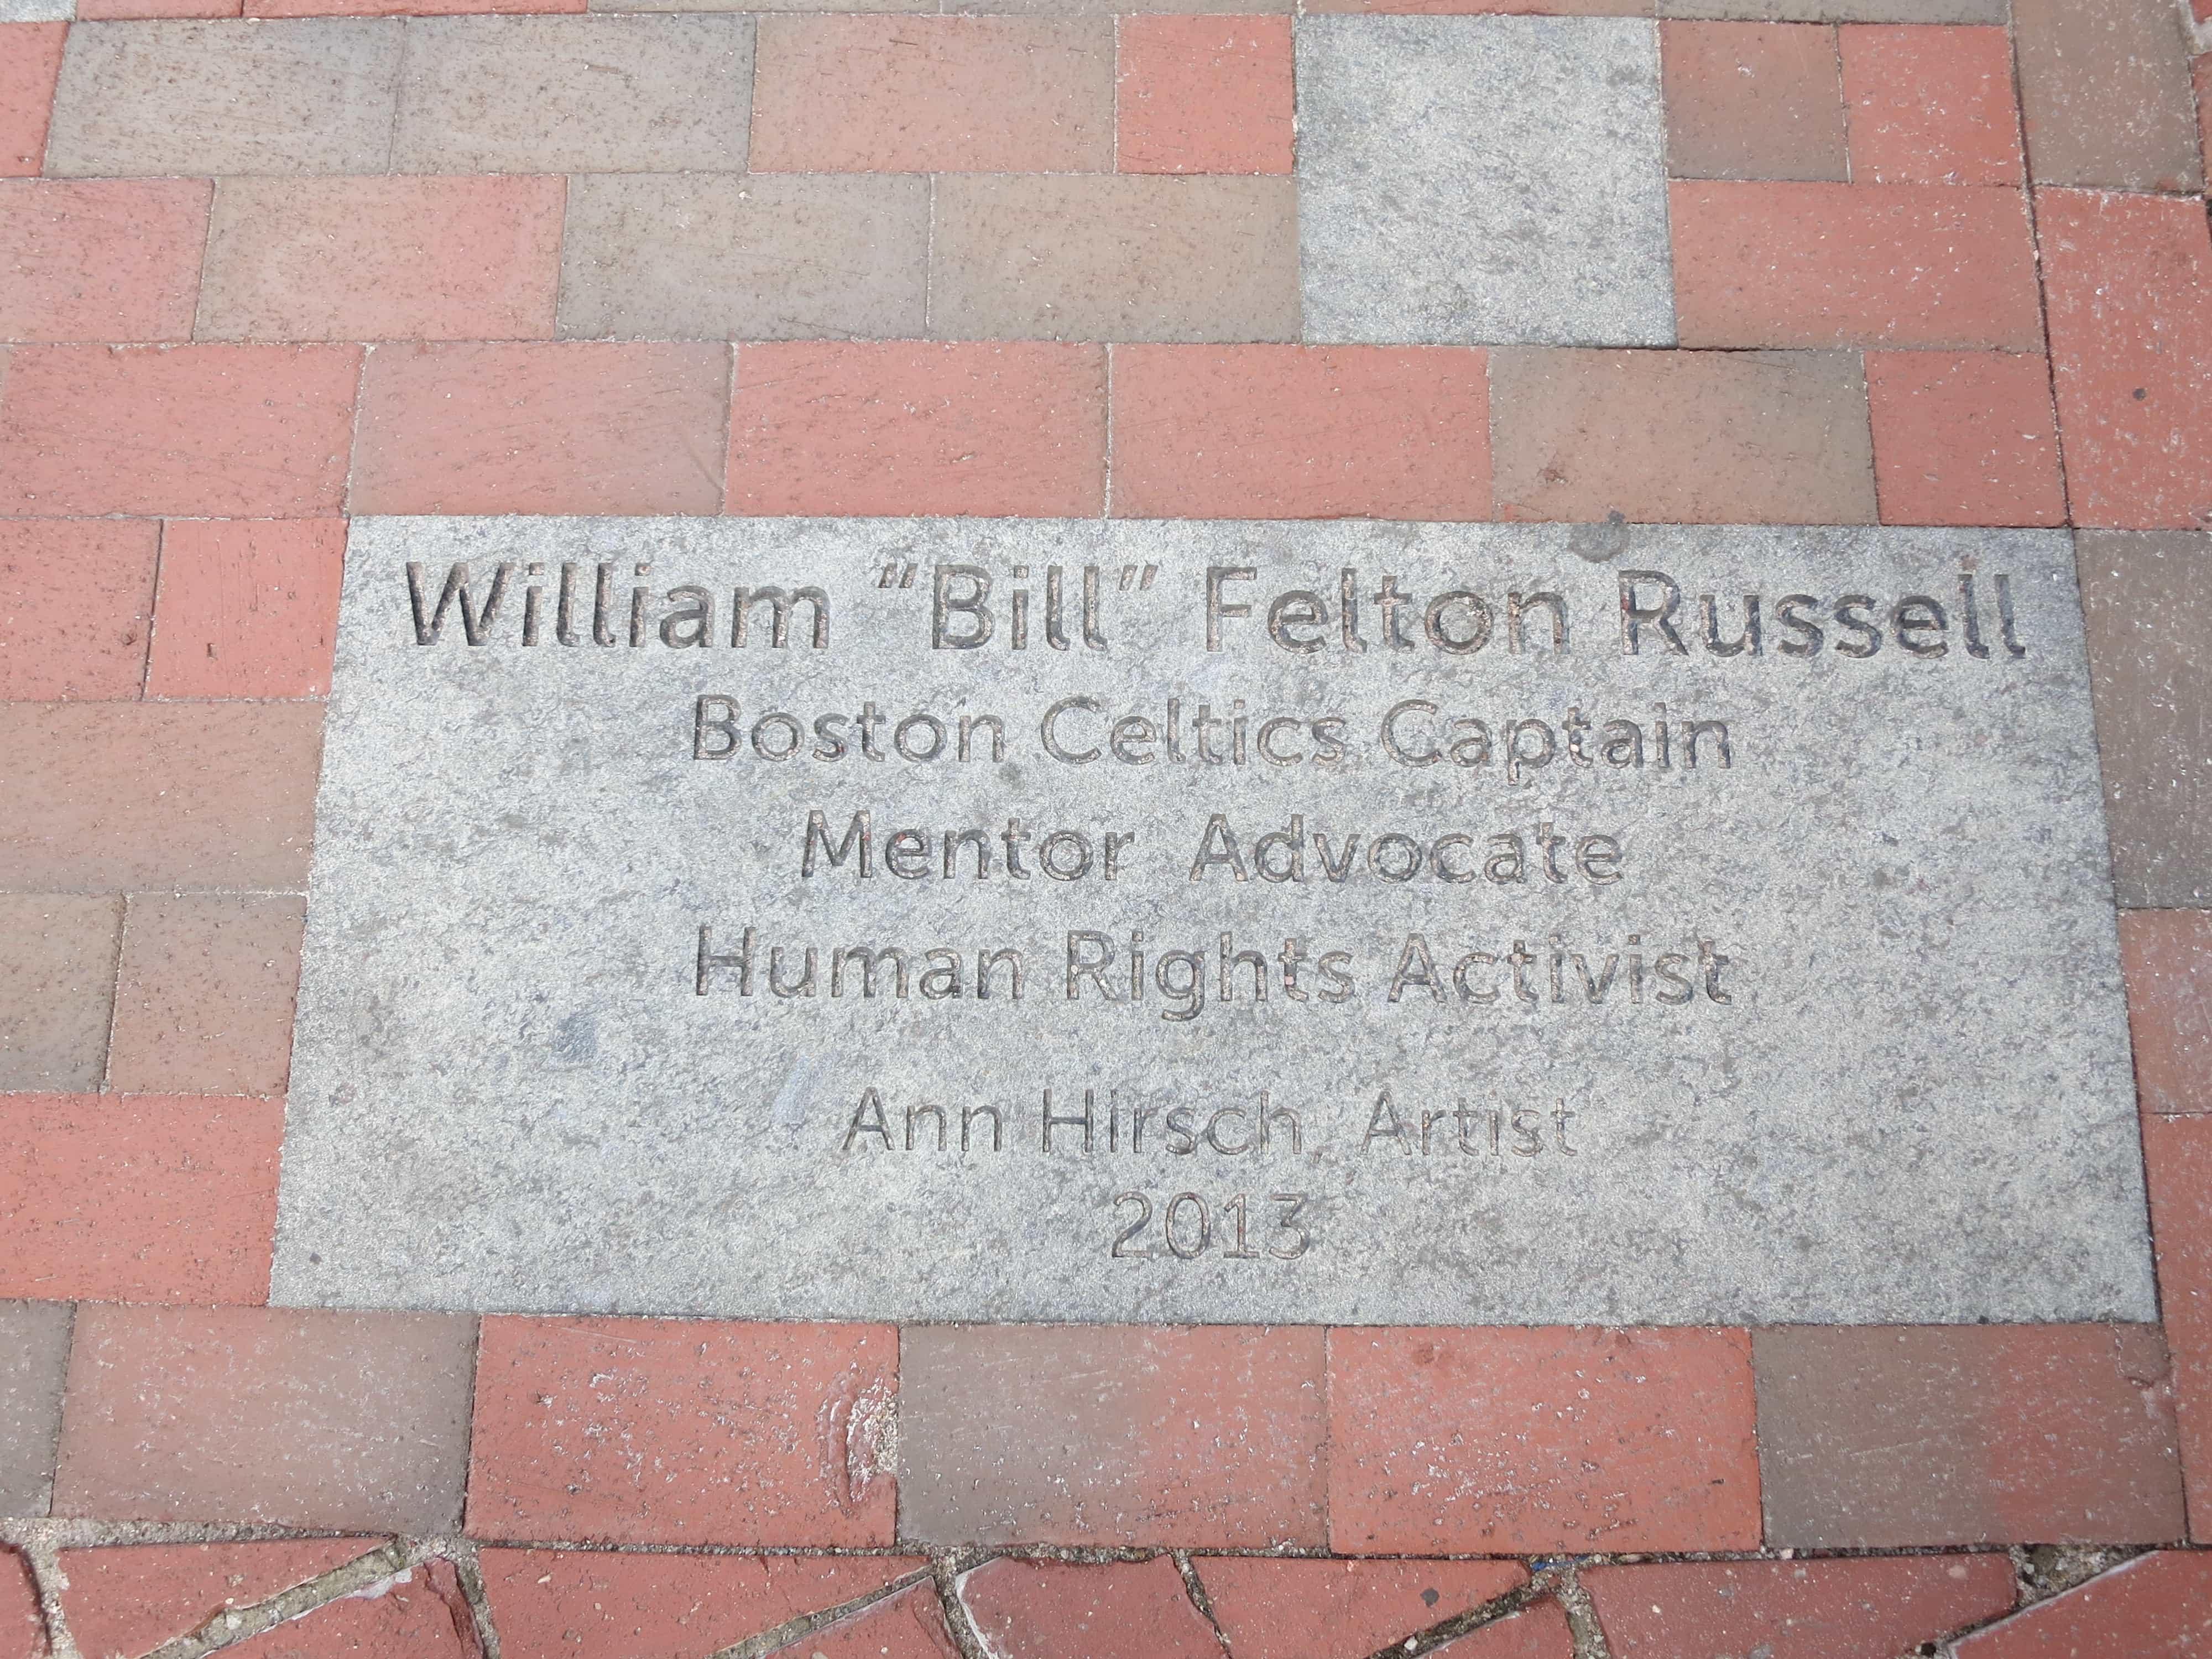 William “Bill” Felton Russell
Boston Celtics Captain
Mentor Advocate
Human Rights Activist
Ann Hirsch, Artist
2013